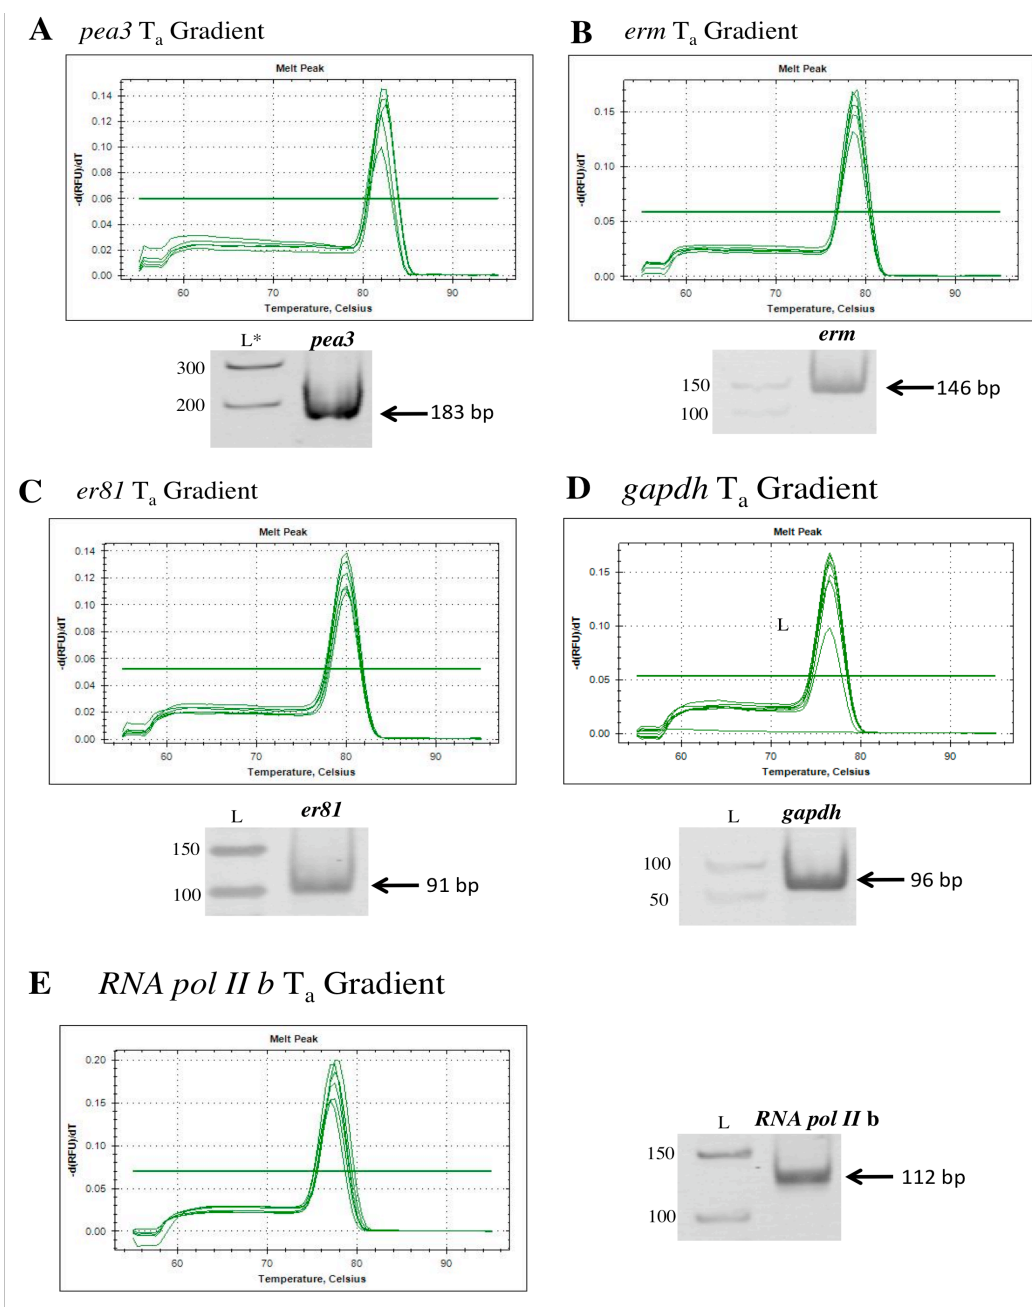 A pea3 Ta Gradient
Melt Peak
-d(RFU)/dT
0.14
0.12
0.10
0.08
0.06
0.04
0.02
0.00
60 70 80 90
Temperature, Celsius
L* pea3
300
200
183 bp
B erm Ta Gradient
Melt Peak
-d(RFU)/dT
0.15
0.10
0.05
0.00
60 70 80 90
Temperature, Celsius
erm
150
100
146 bp
C er81 Ta Gradient
Melt Peak
-d(RFU)/dT
0.14
0.12
0.10
0.08
0.06
0.04
0.02
0.00
60 70 80 90
Temperature, Celsius
L er81
150
100
91 bp
D gapdh Ta Gradient
Melt Peak
-d(RFU)/dT
0.15
0.10
0.05
0.00
L
60 70 80 90
Temperature, Celsius
L gapdh
100
50
96 bp
E RNA pol II b Ta Gradient
Melt Peak
-d(RFU)/dT
0.20
0.15
0.10
0.05
0.00
60 70 80 90
Temperature, Celsius
L RNA pol II b
150
100
112 bp